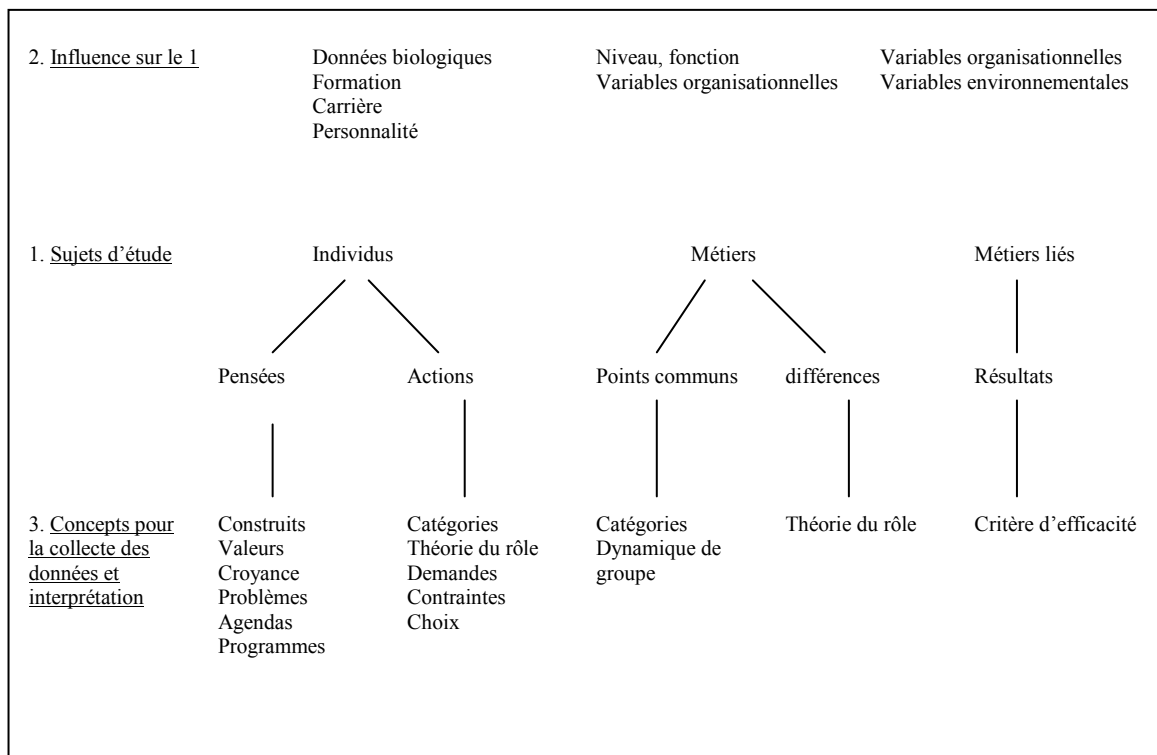 2. Influence sur le 1 Données biologiques Niveau, fonction Variables organisationnelles
Formation Variables organisationnelles Variables environnementales
Carrière
Personnalité
1. Sujets d’étude Individus Métiers Métiers liés
Pensées Actions Points communs différences Résultats
3. Concepts pour Construits Catégories Catégories Théorie du rôle Critère d’efficacité
la collecte des Valeurs Théorie du rôle Dynamique de
données et Croyance Demandes groupe
interprétation Problèmes Contraintes
Agendas Choix
Programmes